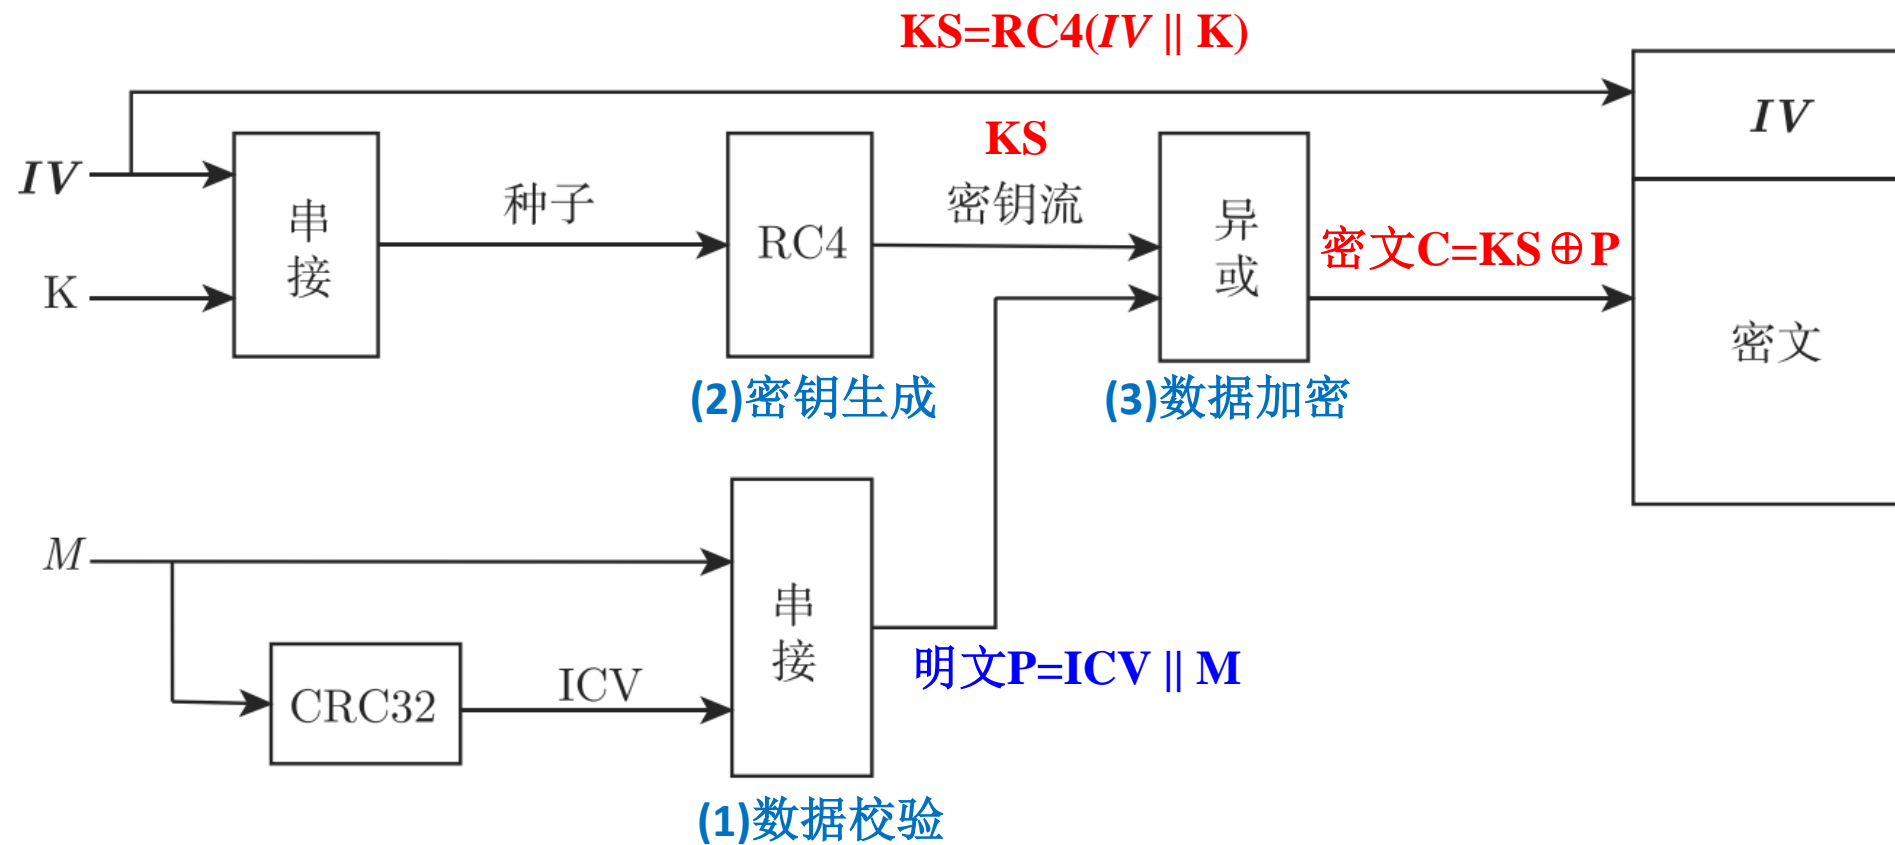 KS=RC4(IV || K)
IV
KS
IV
种子
密钥流
串
接
RC4
异
或
密文C=KS⊕P
K
密文
(2)密钥生成
(3)数据加密
M
串
接
明文P=ICV || M
ICV
CRC32
(1)数据校验